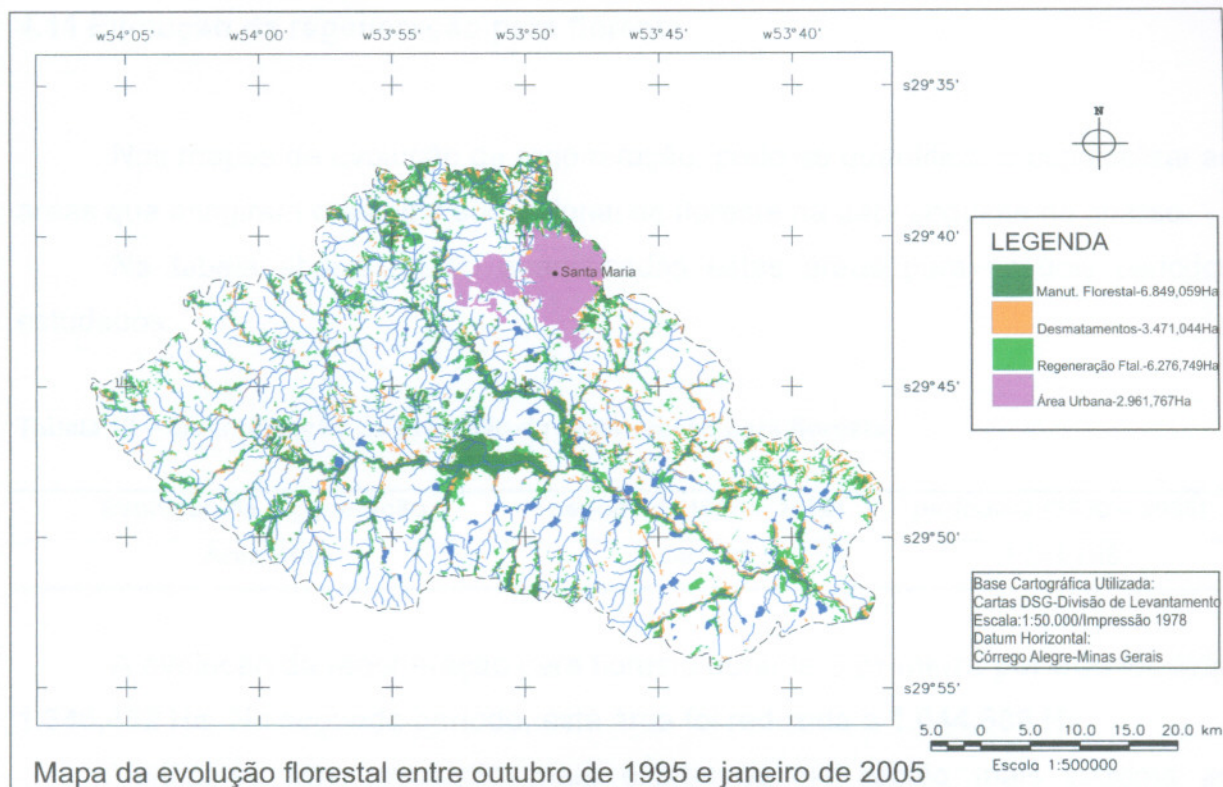 w54°05' w54°00' w53°55' w53°50' w53°45' w53°40'
s29°35'
N
s29°40'
Santa Maria
LEGENDA
Manut. Florestal-6.849,059Ha
Desmatamentos-3.471,044Ha
Regeneração Ftal.-6.276,749Ha
Área Urbana-2.961,767Ha
s29°45'
s29°50'
Base Cartográfica Utilizada:
Cartas DSG-Divisão de Levantamento
Escala:1:50.000/Impressão 1978
Datum Horizontal:
Córrego Alegre-Minas Gerais
s29°55'
5.0 0 5.0 10.0 15.0 20.0 km
Escala 1:500000
Mapa da evolução florestal entre outubro de 1995 e janeiro de 2005